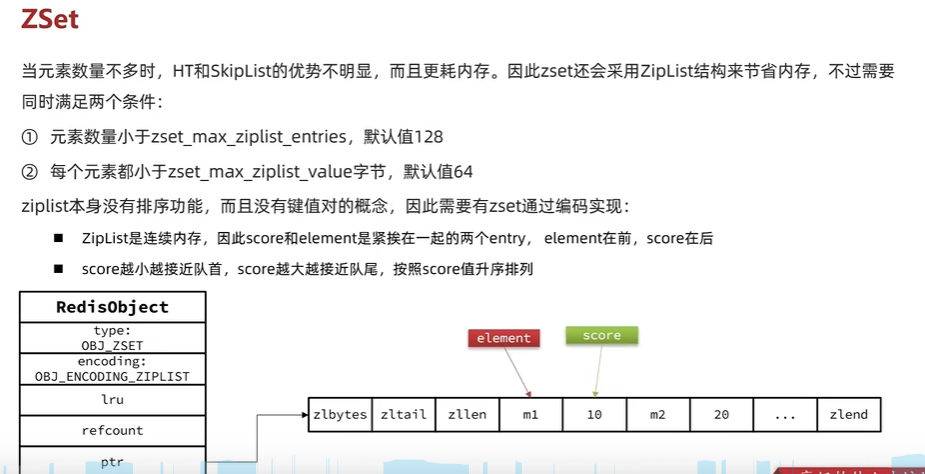 ZSet
当元素数量不多时，HT和SkipList的优势不明显，而且更耗内存。因此zset还会采用ZipList结构来节省内存，不过需要
同时满足两个条件：
① 元素数量小于zset_max_ziplist_entries，默认值128
② 每个元素都小于zset_max_ziplist_value字节，默认值64
ziplist本身没有排序功能，而且没有键值对的概念，因此需要有zset通过编码实现：
■ ZipList是连续内存，因此score和element是紧挨在一起的两个entry， element在前，score在后
■ score越小越接近队首，score越大越接近队尾，按照score值升序排列
RedisObject
type:
OBJ_ZSET
encoding:
OBJ_ENCODING_ZIPLIST
lru
refcount
ptr
element
score
zlbytes zltail zllen m1 10 m2 20 ... zlend